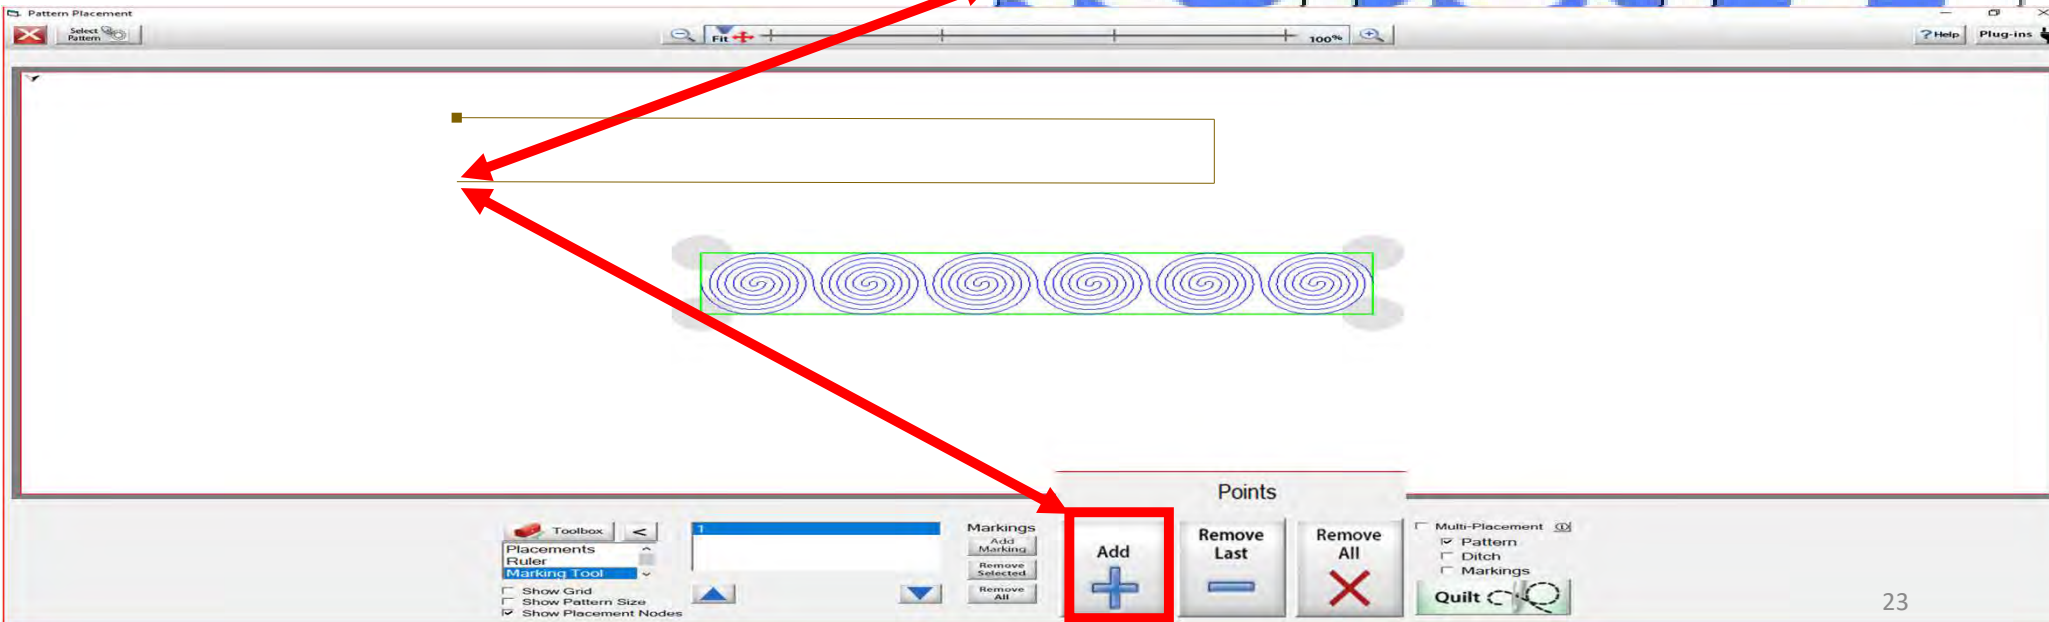 Pattern Placement
Select Pattern
Fit
100%
? Help
Plug-ins
Points
Toolbox
<
Placements
Ruler
Marking Tool
Show Grid
Show Pattern Size
Show Placement Nodes
1
Markings
Add Marking
Remove Selected
Remove All
Add
Remove Last
Remove All
Multi-Placement
Pattern
Ditch
Markings
Quilt
23